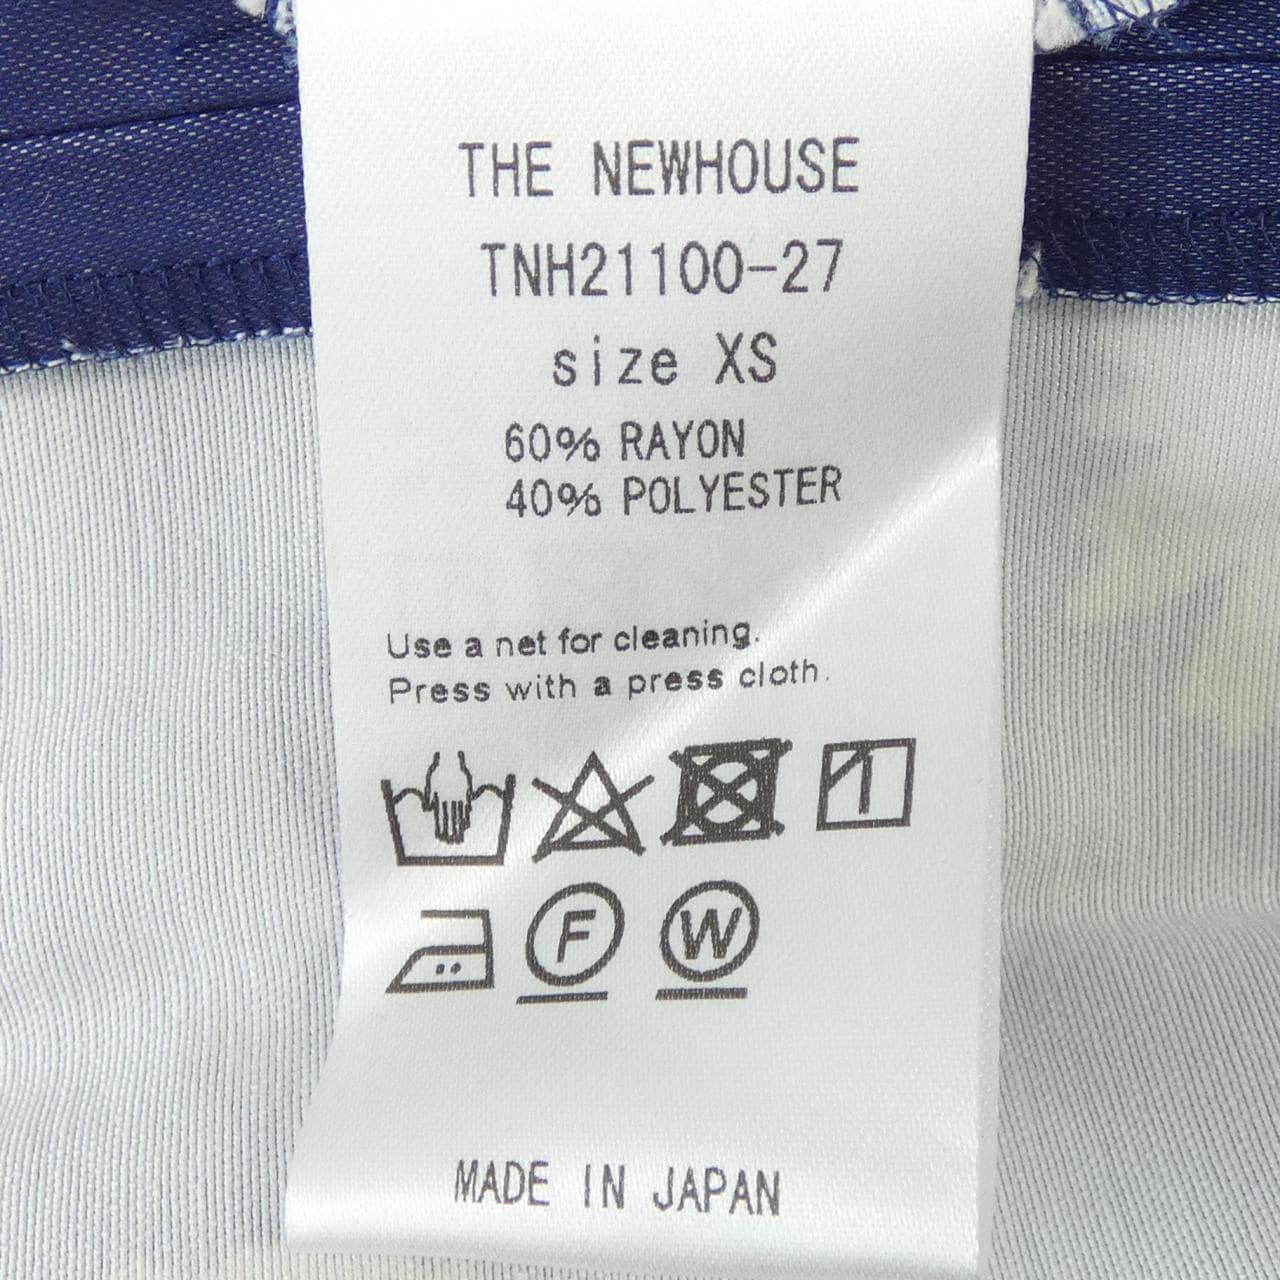 THE NEWHOUSE
TNH21100-27
size XS
60% RAYON
40% POLYESTER
Use a net for cleaning.
Press with a press cloth.
F W
MADE IN JAPAN